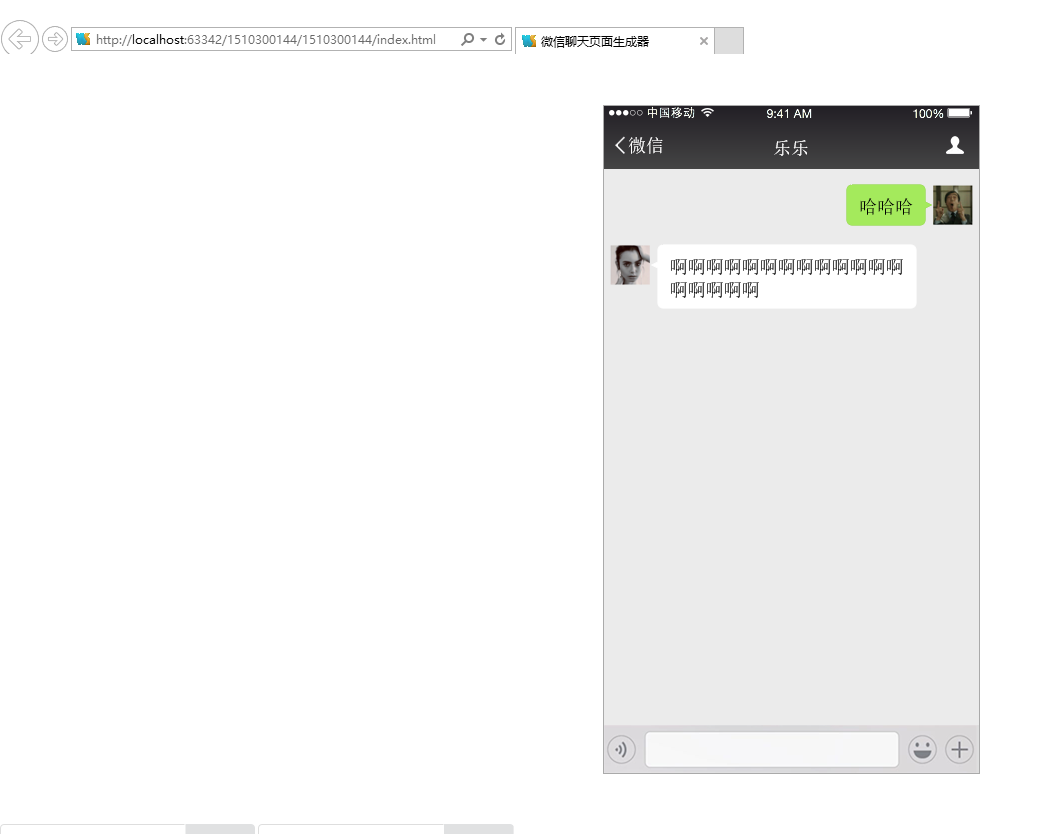 http://localhost:63342/1510300144/1510300144/index.html
微信聊天页面生成器
中国移动 9:41 AM 100%
微信 乐乐
哈哈哈
啊啊啊啊啊啊啊啊啊啊啊啊啊
啊啊啊啊啊